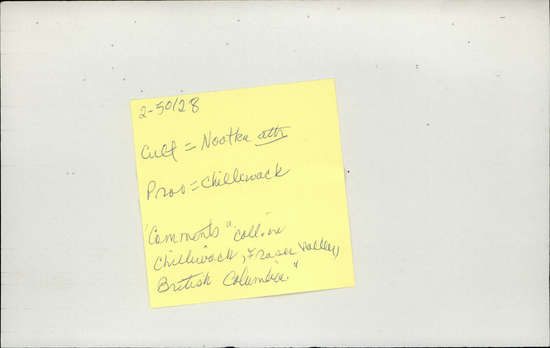 2-50128
Cult = Nootka attr
Prov = Chilliwack
Comments "coll. in
Chilliwack, Fraser Valley,
British Columbia."